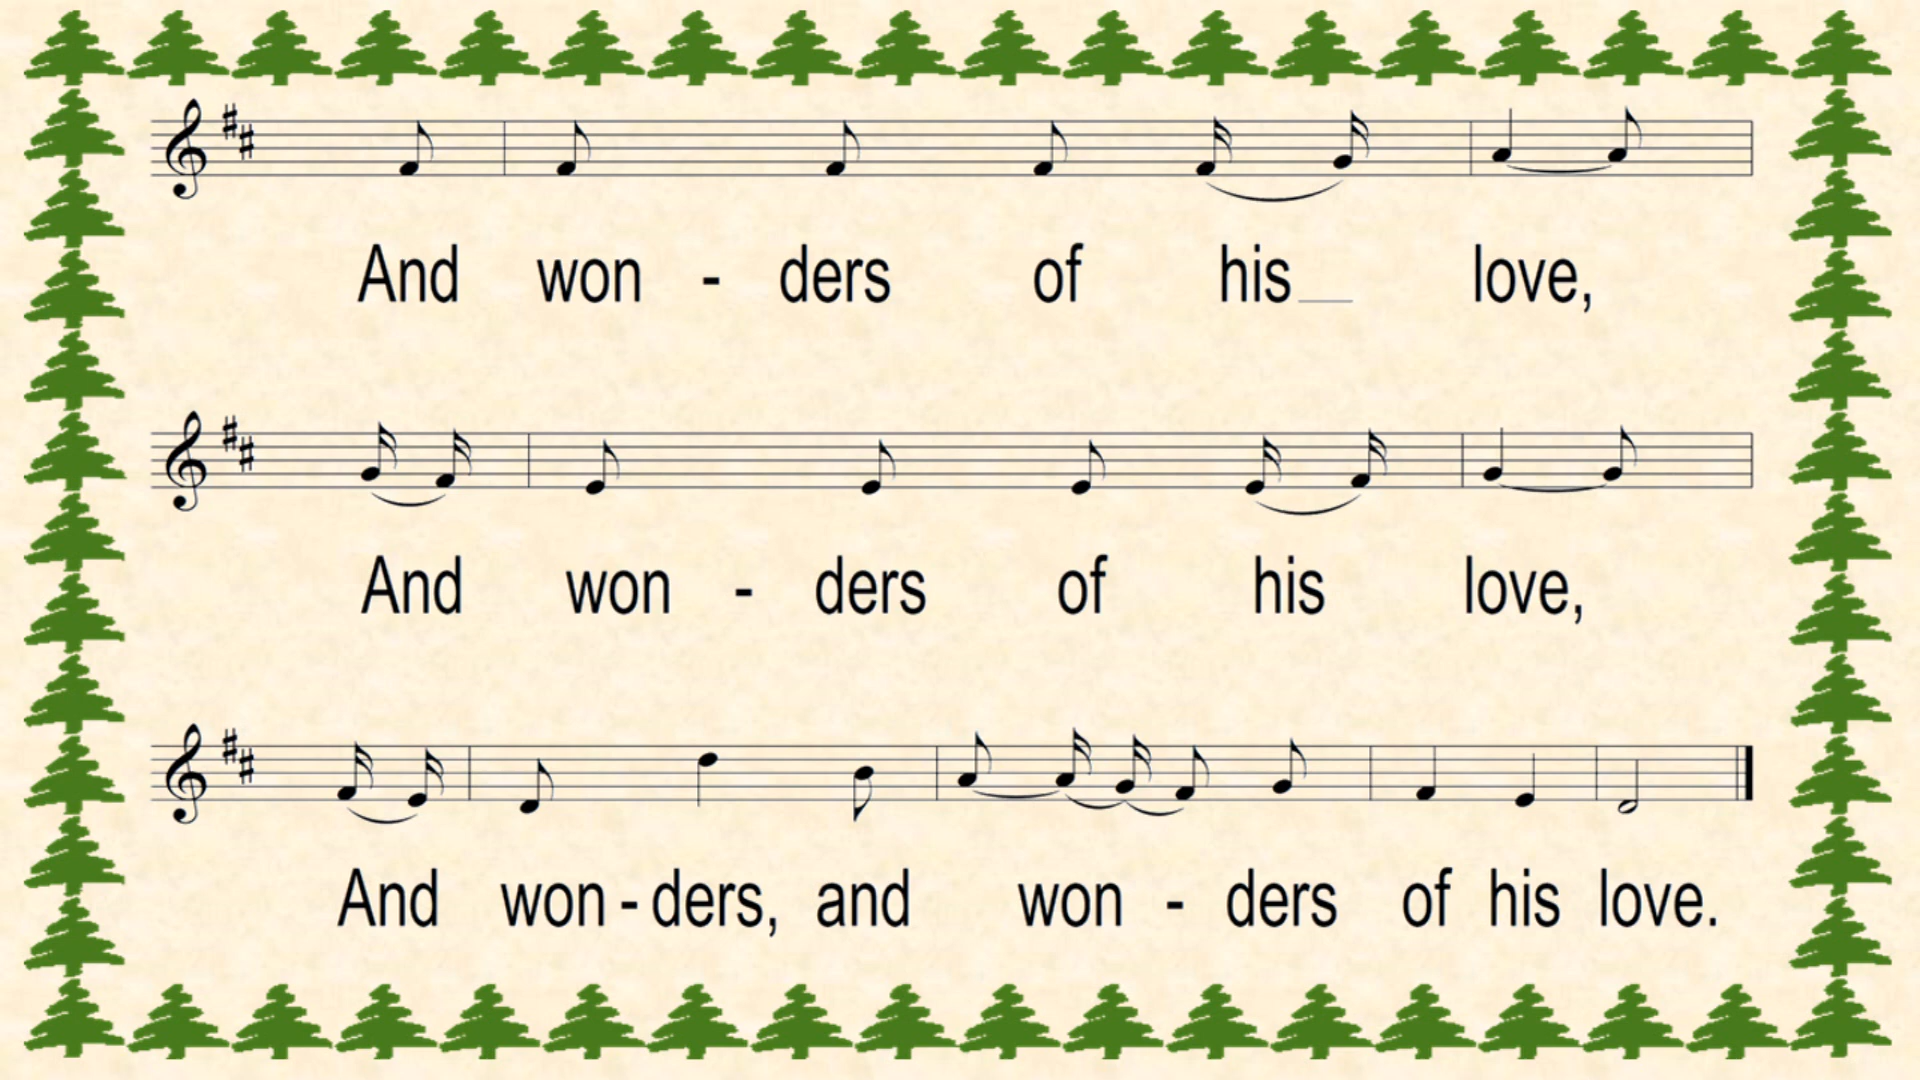 And won - ders of his__ love,
And won - ders of his love,
And won - ders, and won - ders of his love.